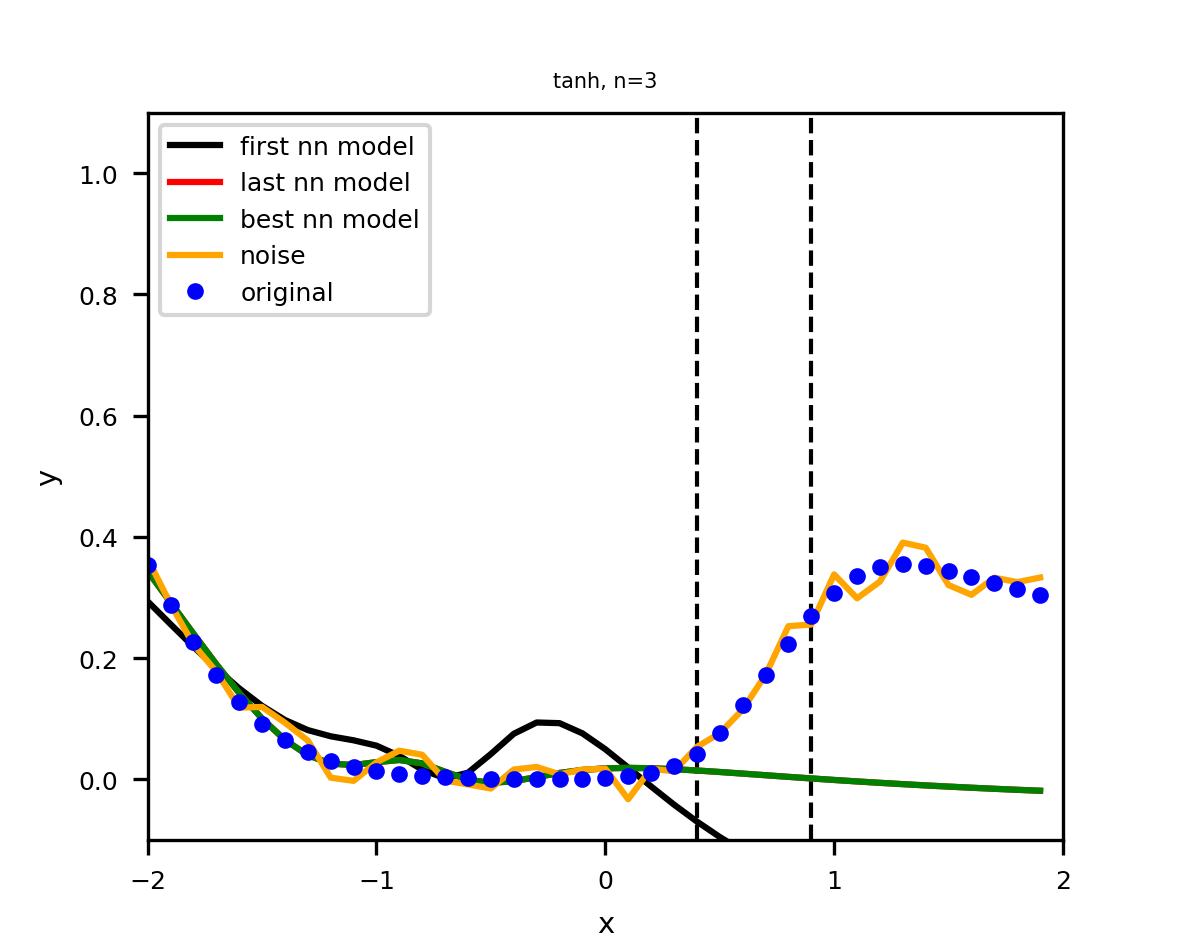 tanh, n=3
first nn model
last nn model
best nn model
noise
original
1.0
0.8
0.6
0.4
0.2
0.0
y
−2
−1
0
1
2
x